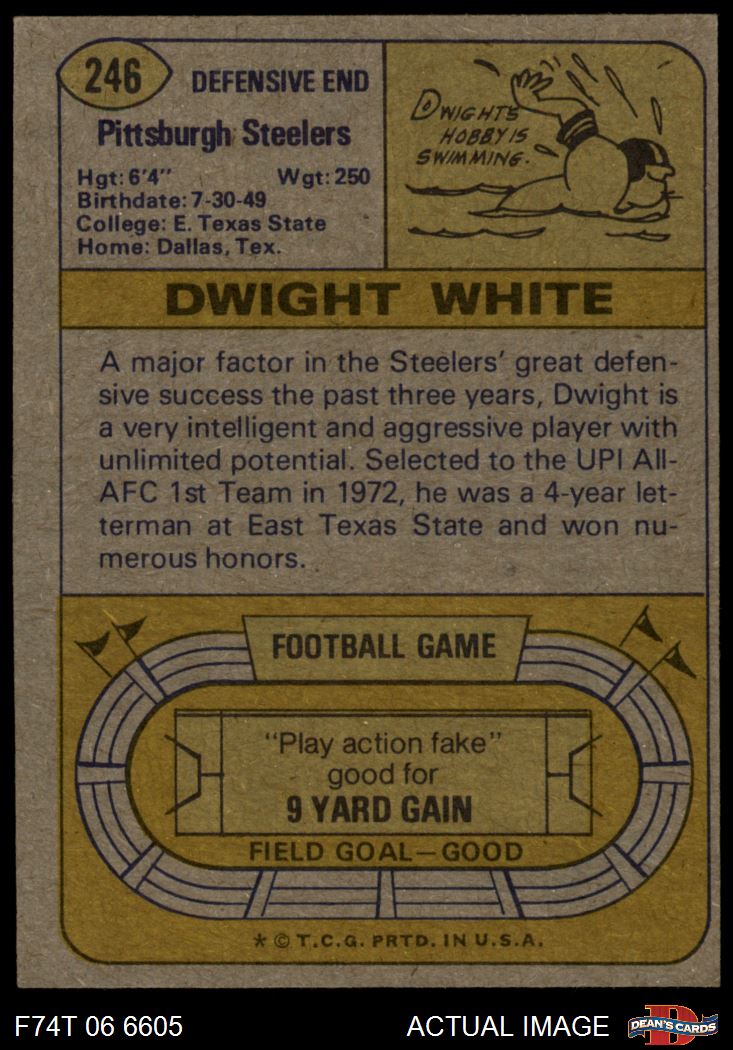 246
DEFENSIVE END
Pittsburgh Steelers
Hgt: 6'4" Wgt: 250
Birthdate: 7-30-49
College: E. Texas State
Home: Dallas, Tex.
DWIGHT'S
HOBBY IS
SWIMMING.
DWIGHT WHITE
A major factor in the Steelers' great defen-
sive success the past three years, Dwight is
a very intelligent and aggressive player with
unlimited potential. Selected to the UPI All-
AFC 1st Team in 1972, he was a 4-year let-
terman at East Texas State and won nu-
merous honors.
FOOTBALL GAME
"Play action fake"
good for
9 YARD GAIN
FIELD GOAL—GOOD
* © T.C.G. PRTD. IN U.S.A.
F74T 06 6605 ACTUAL IMAGE
D
DEAN'S CARDS